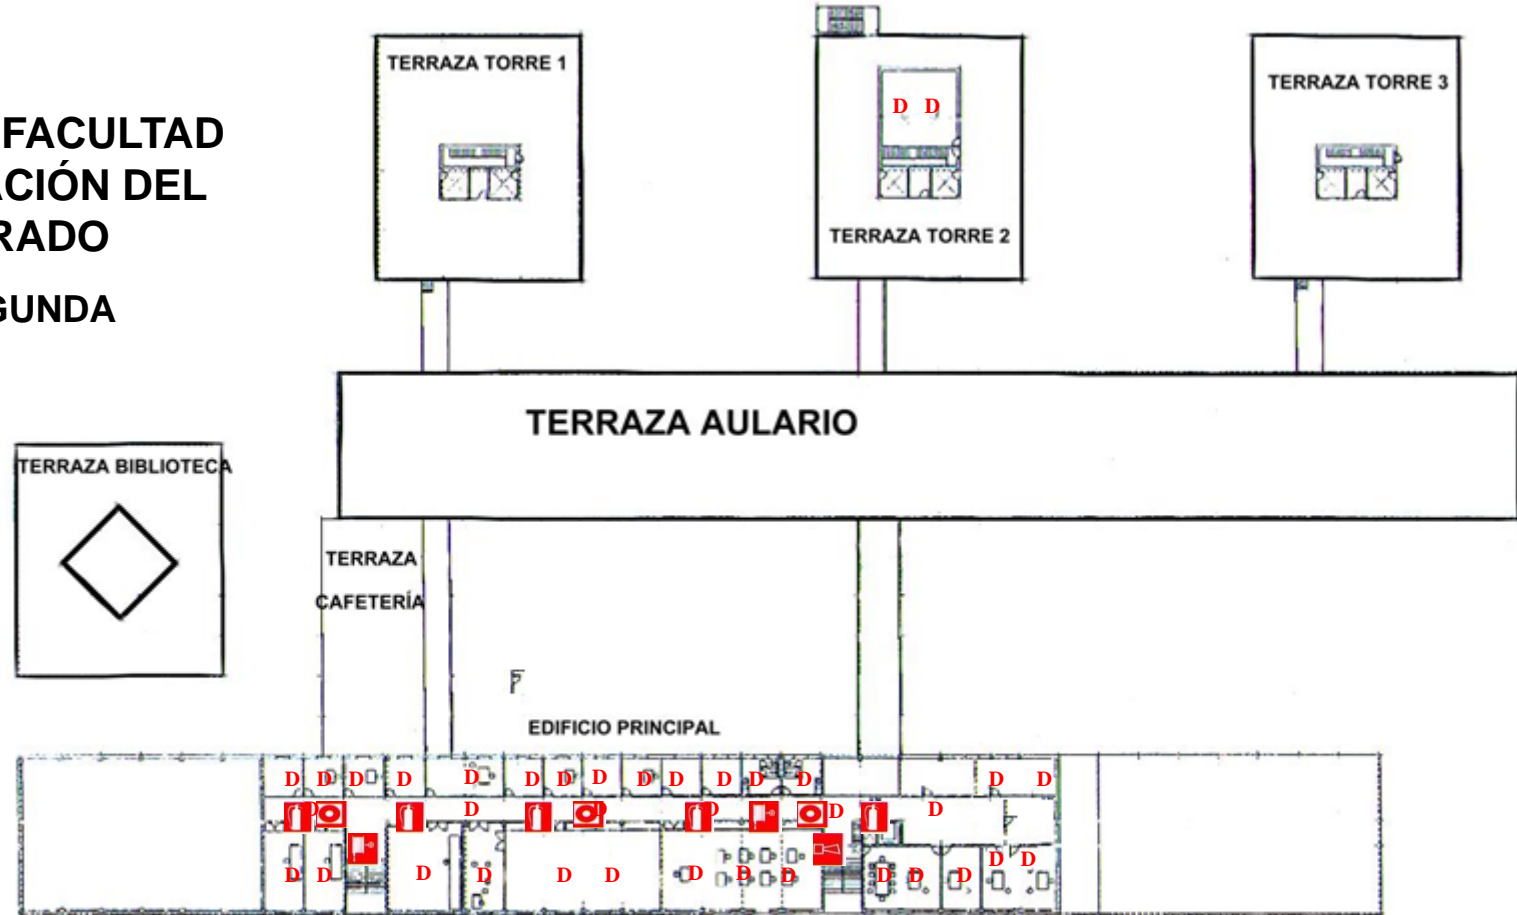 TERRAZA TORRE 1
TERRAZA TORRE 3
D D
FACULTAD
ACIÓN DEL
RADO
TERRAZA TORRE 2
GUNDA
TERRAZA AULARIO
TERRAZA BIBLIOTECA
TERRAZA
CAFETERÍA
EDIFICIO PRINCIPAL
D D D D D D D D D D D D D D D
D D D D D D
D D
D D D D D D D D D D D D